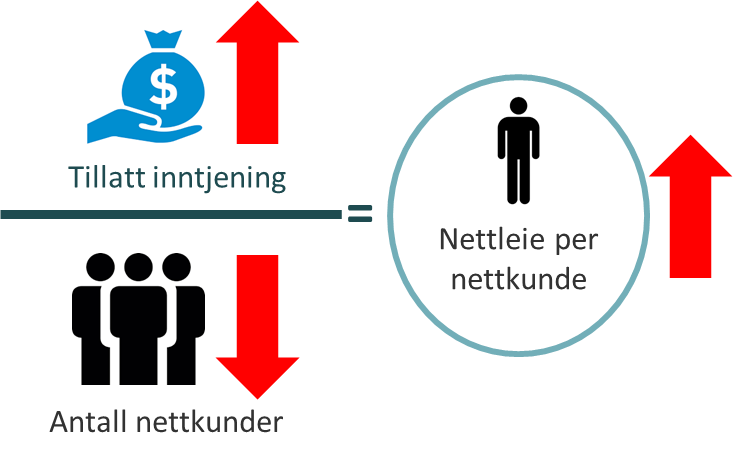 $
Tillatt inntjening
=
Nettleie per
nettkunde
Antall nettkunder